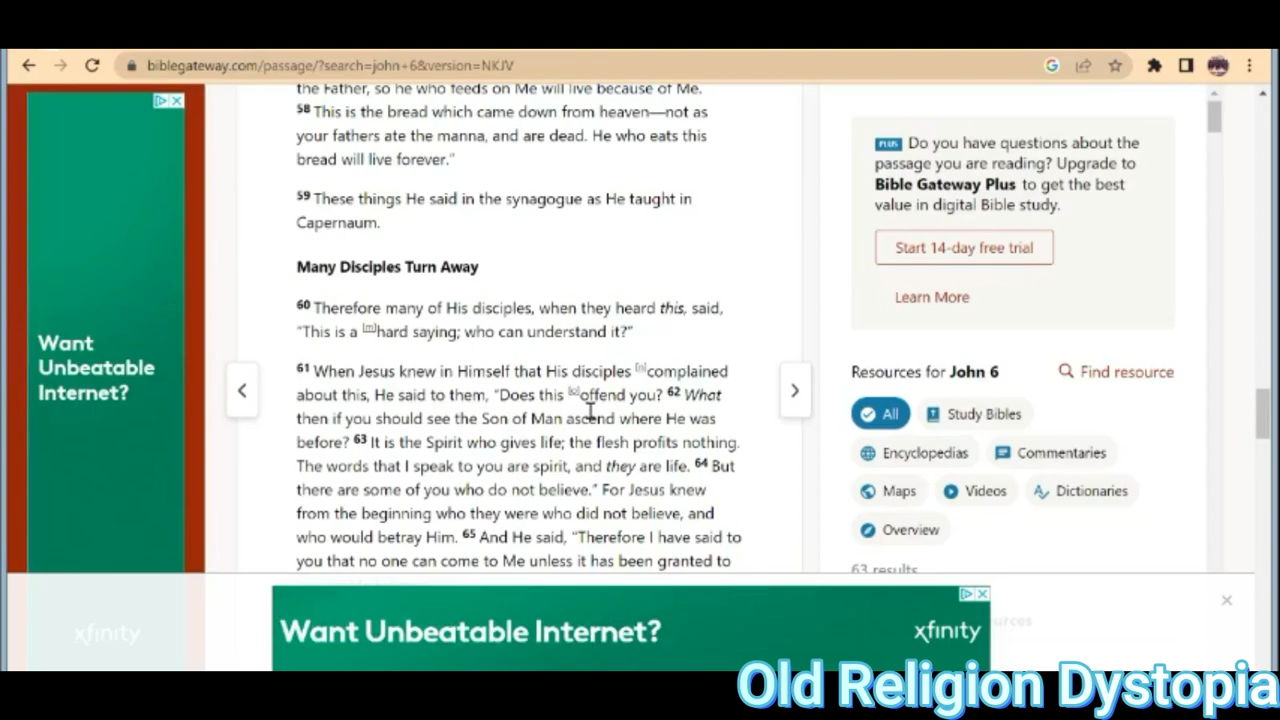 biblegateway.com/passage/?search=john+6&version=NKJV
the Father, so he who feeds on Me will live because of Me.
58 This is the bread which came down from heaven—not as
your fathers ate the manna, and are dead. He who eats this
bread will live forever.”
59 These things He said in the synagogue as He taught in
Capernaum.
Many Disciples Turn Away
60 Therefore many of His disciples, when they heard this, said,
“This is a [m]hard saying; who can understand it?”
61 When Jesus knew in Himself that His disciples [n]complained
about this, He said to them, “Does this [o]offend you? 62 What
then if you should see the Son of Man ascend where He was
before? 63 It is the Spirit who gives life; the flesh profits nothing.
The words that I speak to you are spirit, and they are life. 64 But
there are some of you who do not believe.” For Jesus knew
from the beginning who they were who did not believe, and
who would betray Him. 65 And He said, “Therefore I have said to
you that no one can come to Me unless it has been granted to
Want
Unbeatable
Internet?
xfinity
PLUS Do you have questions about the
passage you are reading? Upgrade to
Bible Gateway Plus to get the best
value in digital Bible study.
Start 14-day free trial
Learn More
Resources for John 6
Find resource
All
Study Bibles
Encyclopedias
Commentaries
Maps
Videos
Dictionaries
Overview
63 results
Want Unbeatable Internet?
xfinity
Old Religion Dystopia